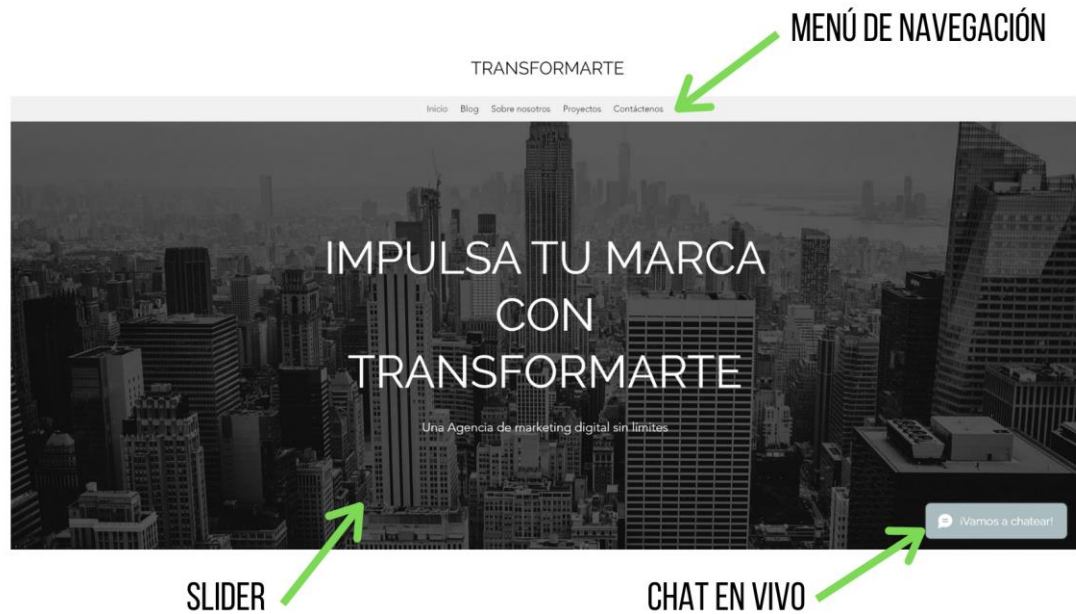 MENÚ DE NAVEGACIÓN
TRANSFORMARTE
Inicio Blog Sobre nosotros Proyectos Contáctenos
IMPULSA TU MARCA
CON
TRANSFORMARTE
Una Agencia de marketing digital sin límites
¡Vamos a chatear!
SLIDER
CHAT EN VIVO